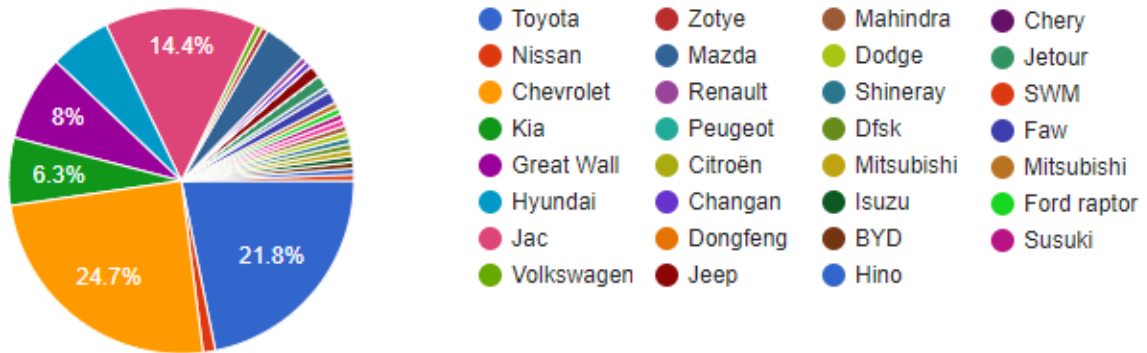 14.4%
8%
6.3%
24.7%
21.8%
Toyota
Nissan
Chevrolet
Kia
Great Wall
Hyundai
Jac
Volkswagen
Zotye
Mazda
Renault
Peugeot
Citroën
Changan
Dongfeng
Jeep
Mahindra
Dodge
Shineray
Dfsk
Mitsubishi
Isuzu
BYD
Hino
Chery
Jetour
SWM
Faw
Mitsubishi
Ford raptor
Susuki